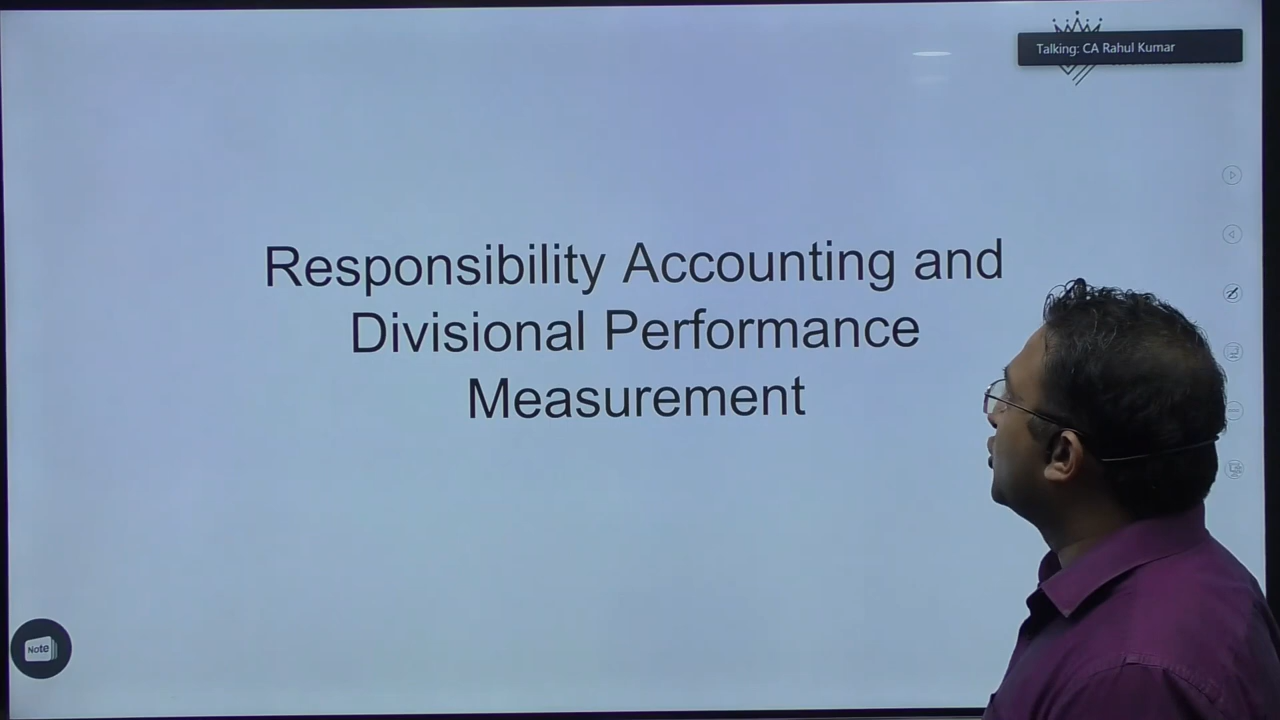 Talking: CA Rahul Kumar
Responsibility Accounting and
Divisional Performance
Measurement
Note